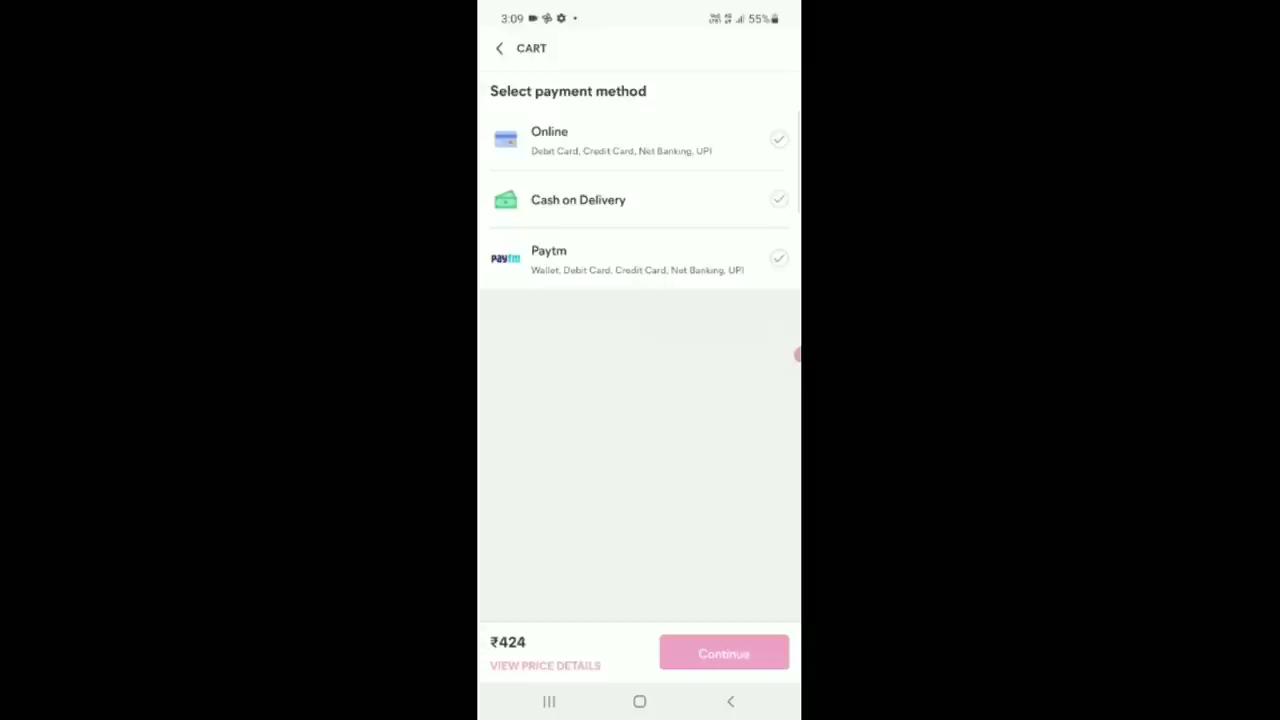 3:09 55%
CART
Select payment method
Online
Debit Card, Credit Card, Net Banking, UPI
Cash on Delivery
paytm Paytm
Wallet, Debit Card, Credit Card, Net Banking, UPI
₹424
VIEW PRICE DETAILS
Continue